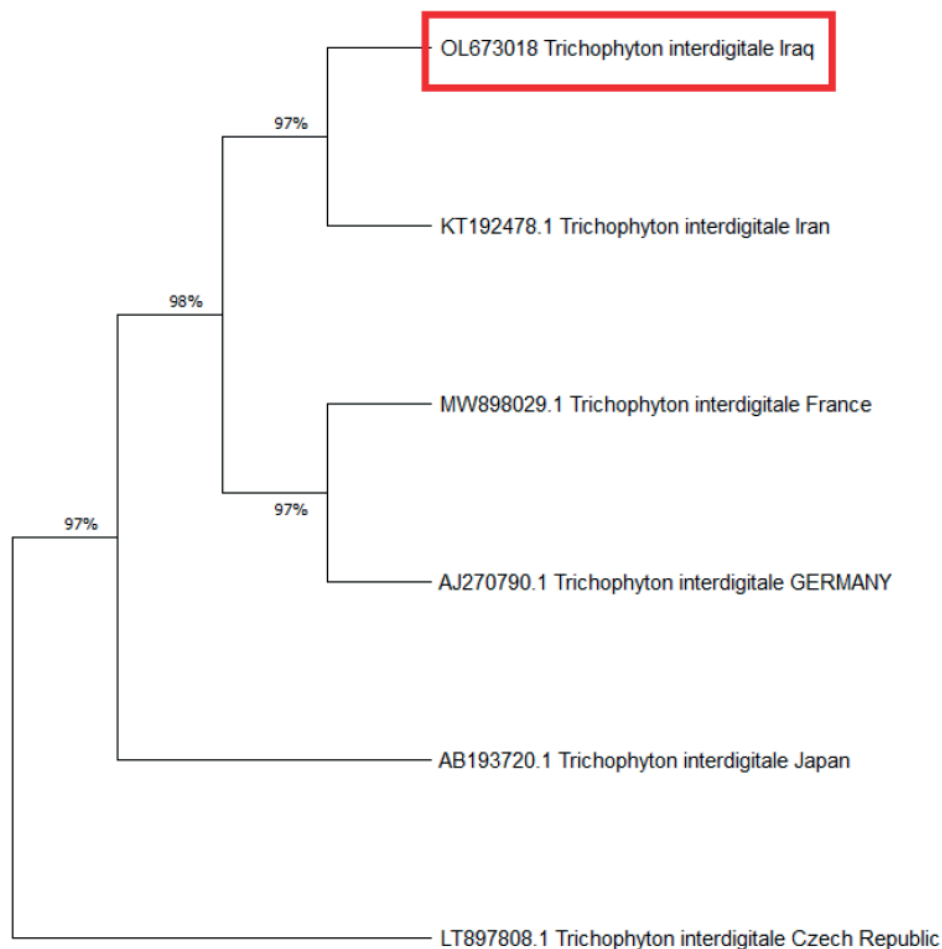 OL673018 Trichophyton interdigitale Iraq
97%
KT192478.1 Trichophyton interdigitale Iran
98%
MW898029.1 Trichophyton interdigitale France
97%
97%
AJ270790.1 Trichophyton interdigitale GERMANY
AB193720.1 Trichophyton interdigitale Japan
LT897808.1 Trichophyton interdigitale Czech Republic